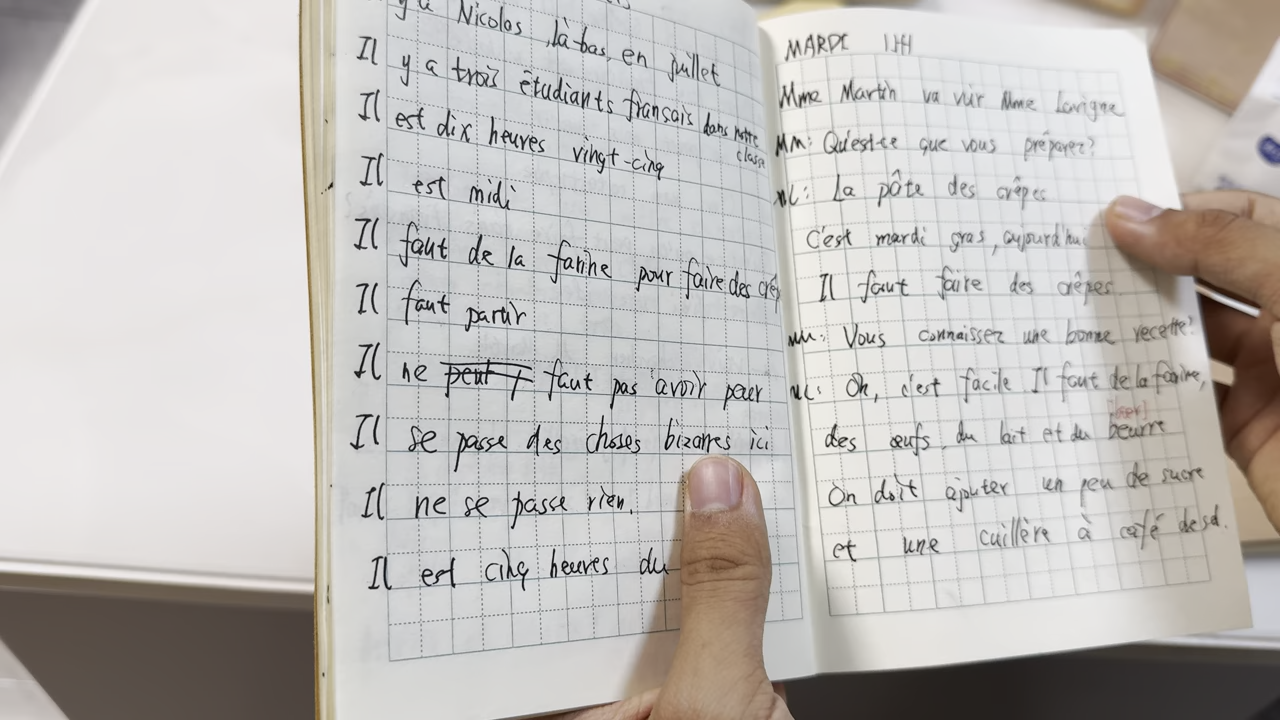 y a Nicolas là-bas, en juillet
Il y a trois étudiants français dans notre
classe
Il est dix heures vingt-cinq
Il est midi
Il faut de la farine pour faire des crêp
Il faut partir
Il ne faut pas avoir peur
Il se passe des choses bizarres ici
Il ne se passe rien.
Il est cinq heures du
MARDI
Mme Martin va voir Mme Lavigne
MM: Qu'est-ce que vous préparez?
ML: La pâte des crêpes
C'est mardi gras, aujourd'hui
Il faut faire des crêpes.
MM: Vous connaissez une bonne recette?
ML: Oh, c'est facile Il faut de la farine,
des œufs, du lait et du beurre
On doit ajouter un peu de sucre
et une cuillère à café de sel.